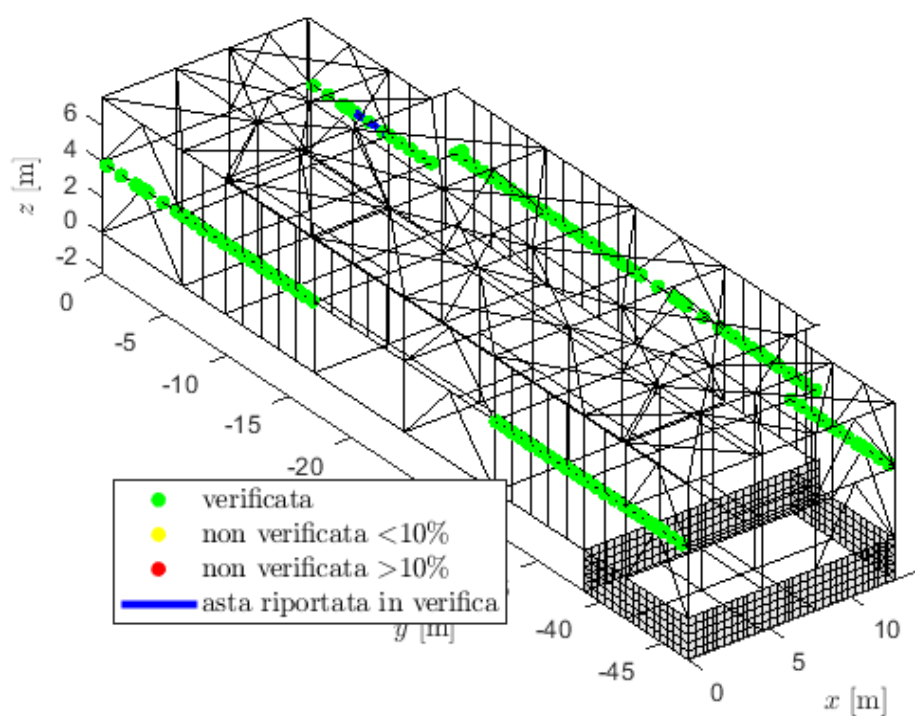 6
4
2
0
-2
z [m]
0
-5
-10
-15
-20
verificata
non verificata <10%
non verificata >10%
asta riportata in verifica
y [m]
-40
-45
0
5
10
x [m]